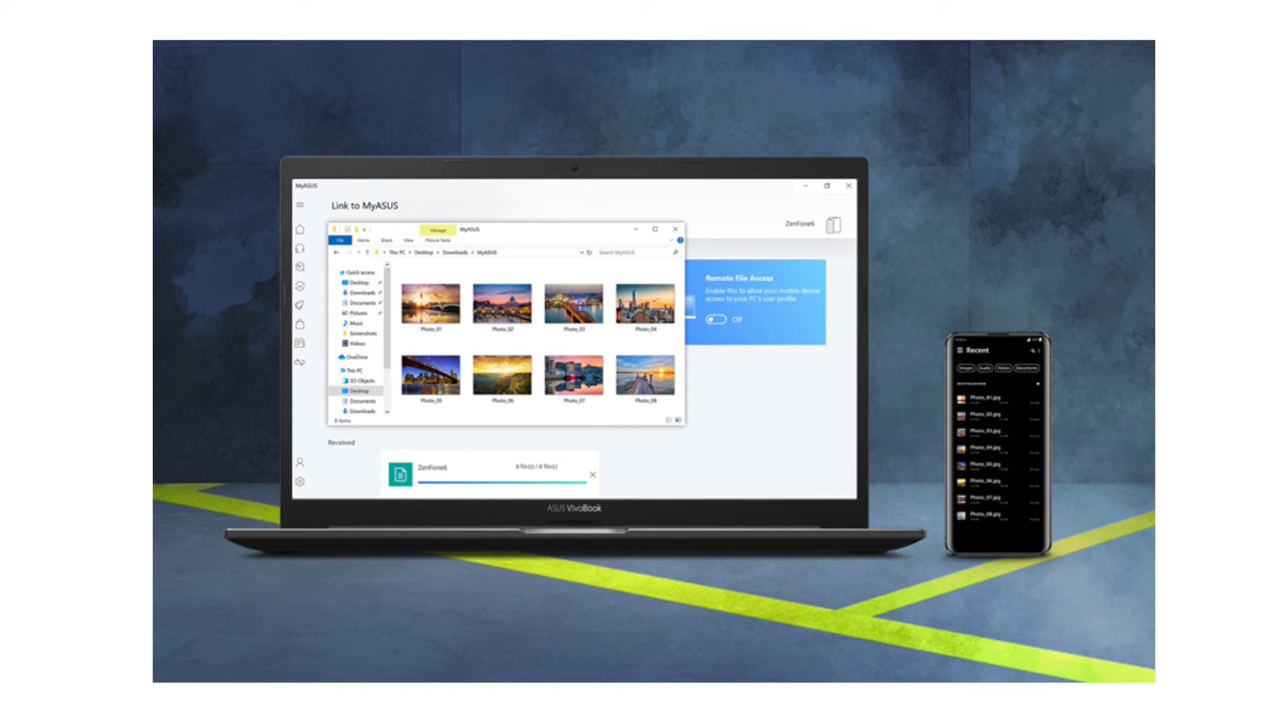 MyASUS
Link to MyASUS
ZenFone6
Manage MyASUS
File Home Share View Picture Tools
This PC > Desktop > Downloads > MyASUS
Search MyASUS
Quick access
Desktop
Downloads
Documents
Pictures
Music
Screenshots
Videos
OneDrive
This PC
3D Objects
Desktop
Documents
Downloads
Photo_01 Photo_02 Photo_03 Photo_04
Photo_05 Photo_06 Photo_07 Photo_08
8 items
Remote File Access
Enable this to allow your mobile device
access to your PC's user profile.
Off
Received
ZenFone6 8 file(s) / 8 file(s)
ASUS VivoBook
Recent
Images Audio Videos Documents
Photo_01.jpg
Photo_02.jpg
Photo_03.jpg
Photo_04.jpg
Photo_05.jpg
Photo_06.jpg
Photo_07.jpg
Photo_08.jpg